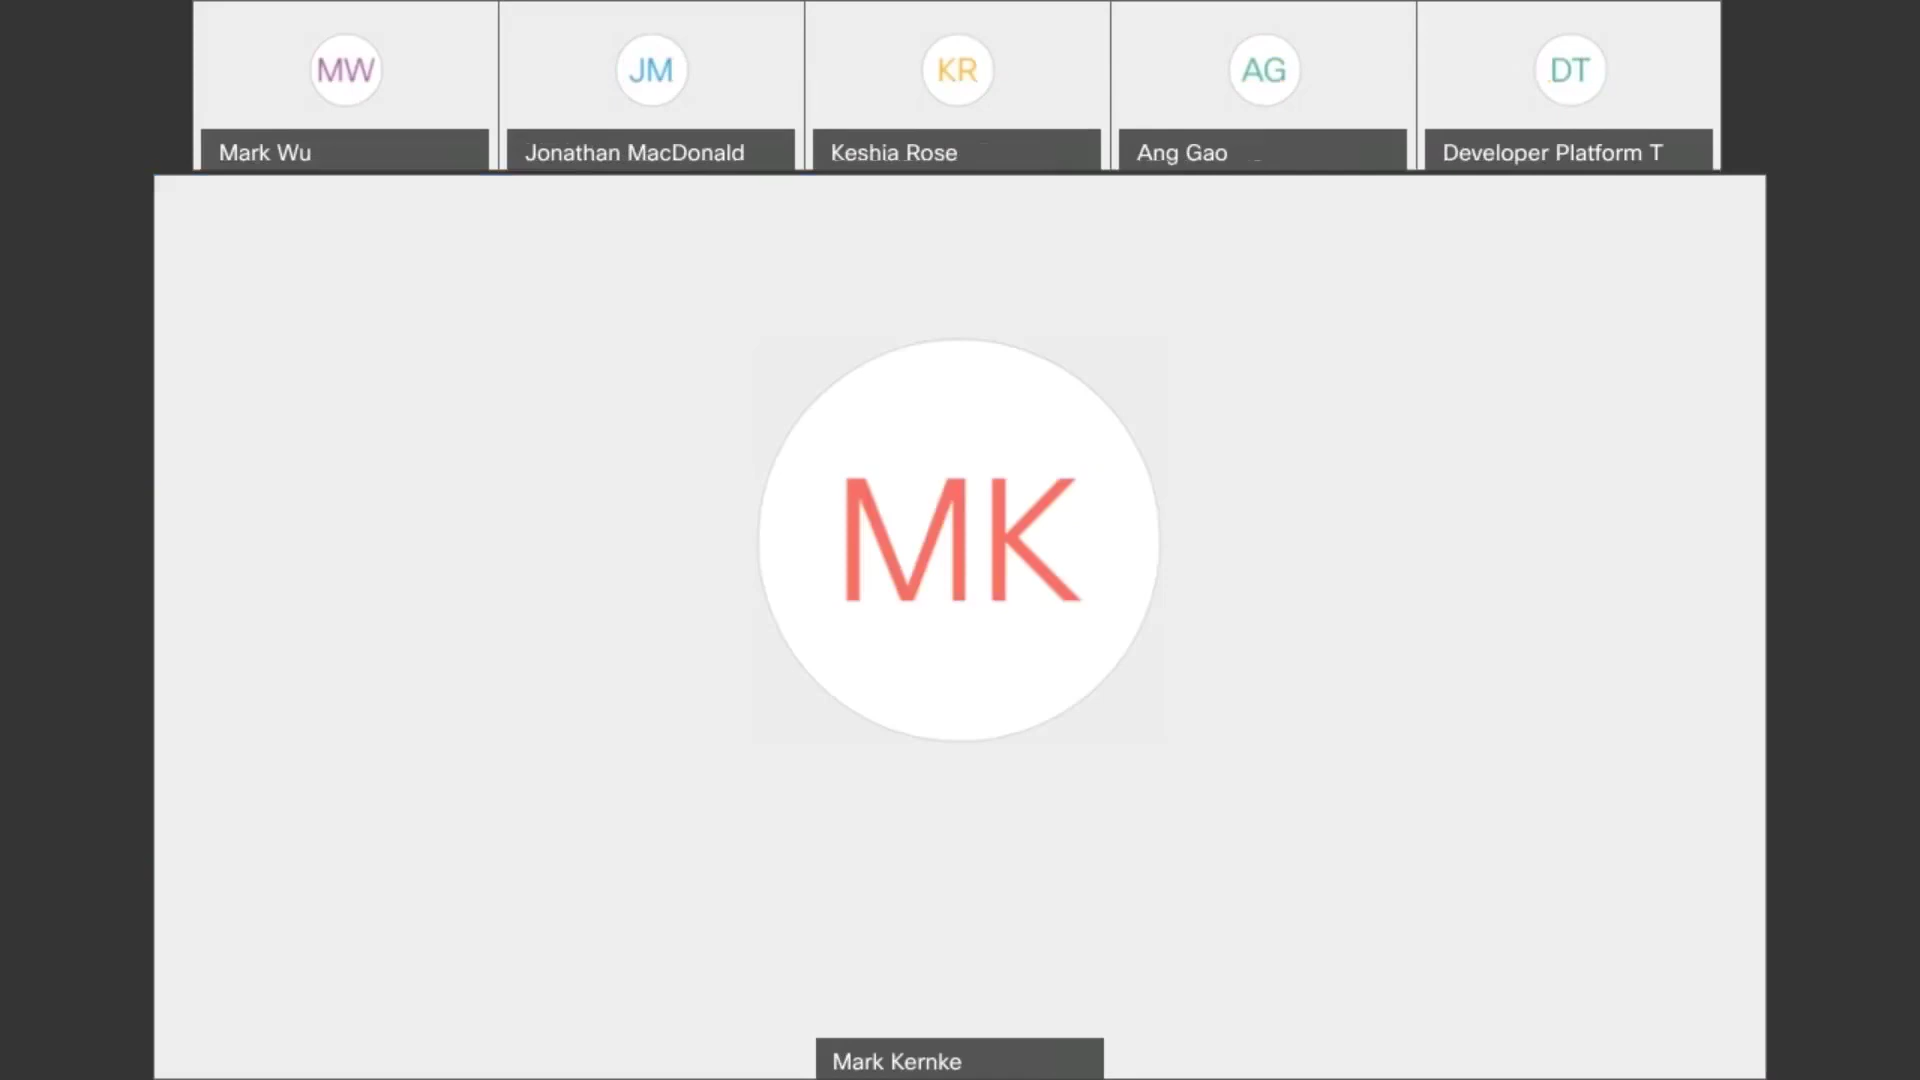 MW
JM
KR
AG
DT
Mark Wu
Jonathan MacDonald
Keshia Rose
Ang Gao
Developer Platform T
MK
Mark Kernke